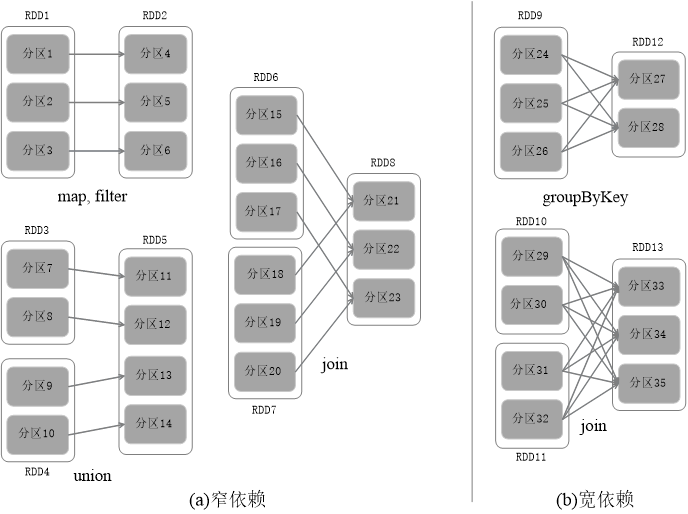 RDD1
分区1
分区2
分区3
RDD2
分区4
分区5
分区6
map, filter
RDD3
分区7
分区8
分区9
分区10
RDD4
RDD5
分区11
分区12
分区13
分区14
union
RDD6
分区15
分区16
分区17
分区18
分区19
分区20
RDD7
RDD8
分区21
分区22
分区23
join
(a)窄依赖
RDD9
分区24
分区25
分区26
RDD12
分区27
分区28
groupByKey
RDD10
分区29
分区30
分区31
分区32
RDD11
RDD13
分区33
分区34
分区35
join
(b)宽依赖